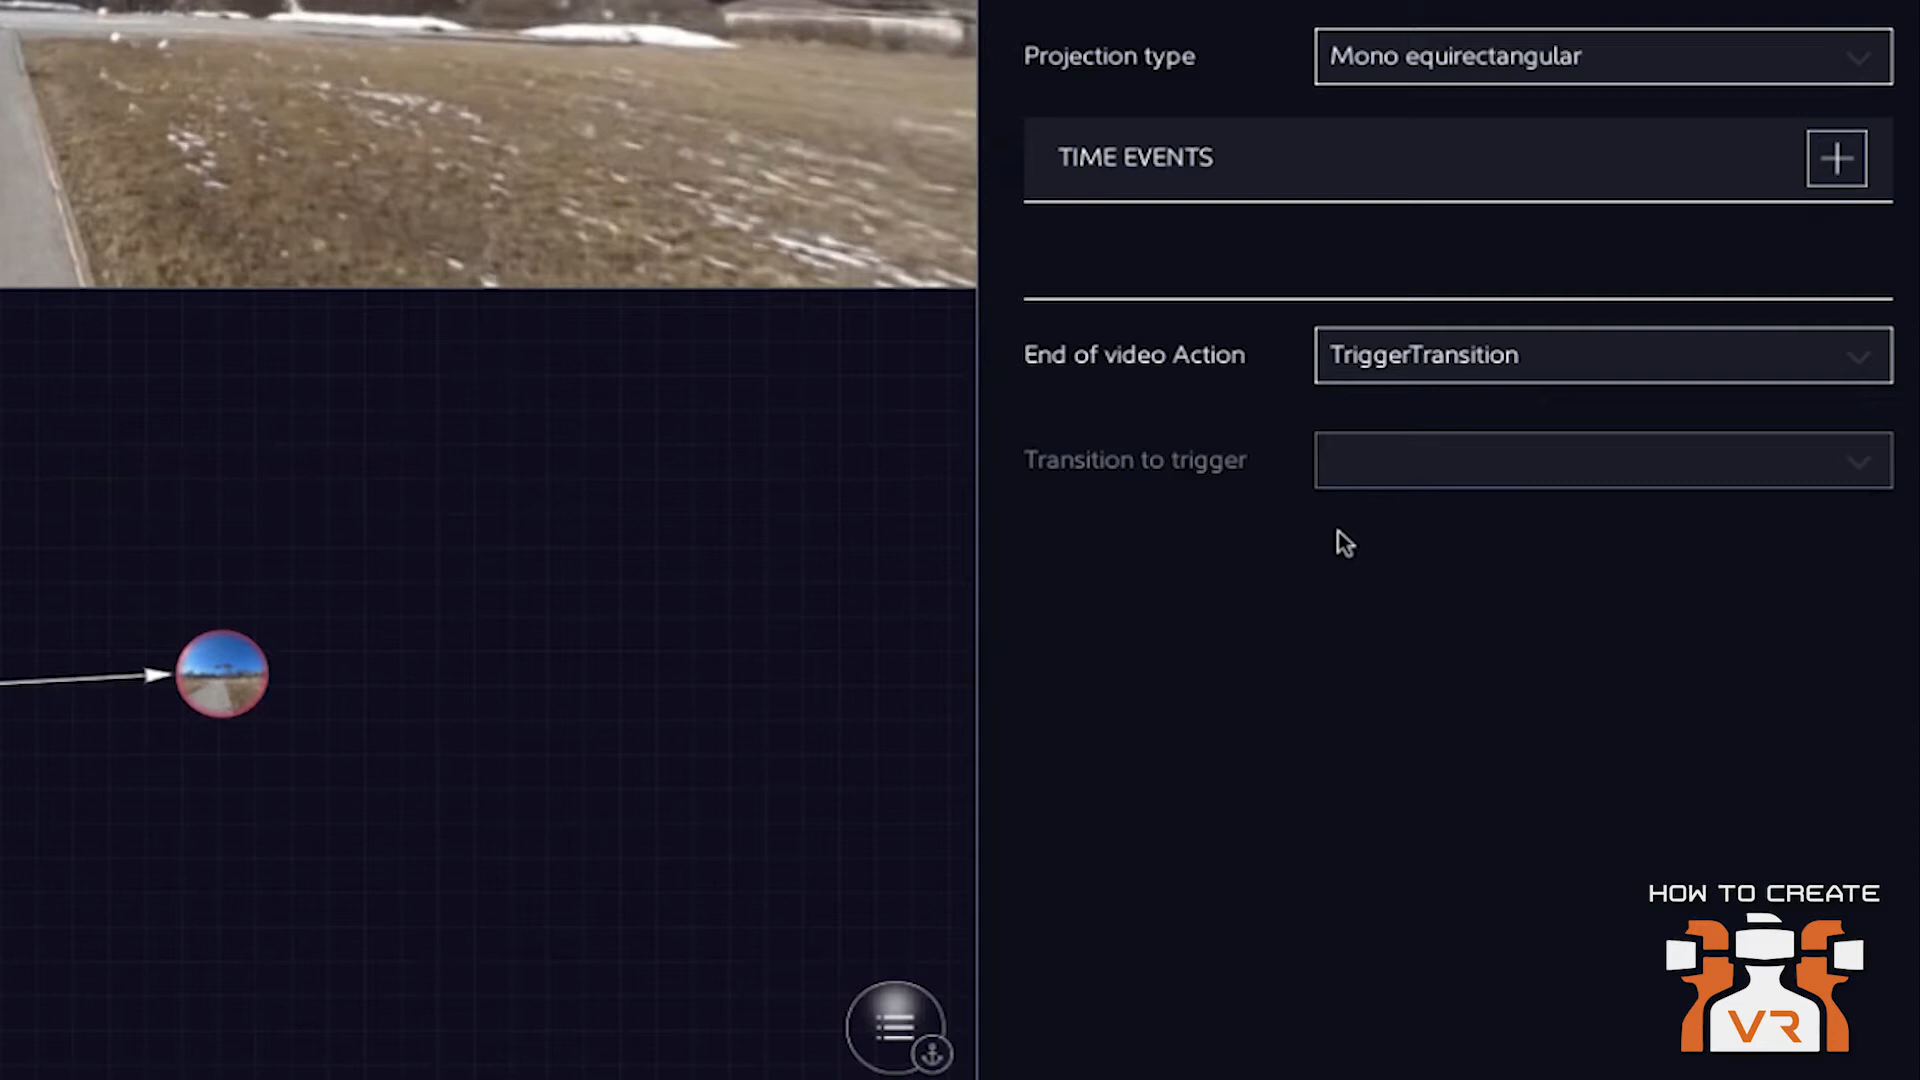 Projection type
Mono equirectangular
TIME EVENTS
End of video Action
TriggerTransition
Transition to trigger
HOW TO CREATE
VR